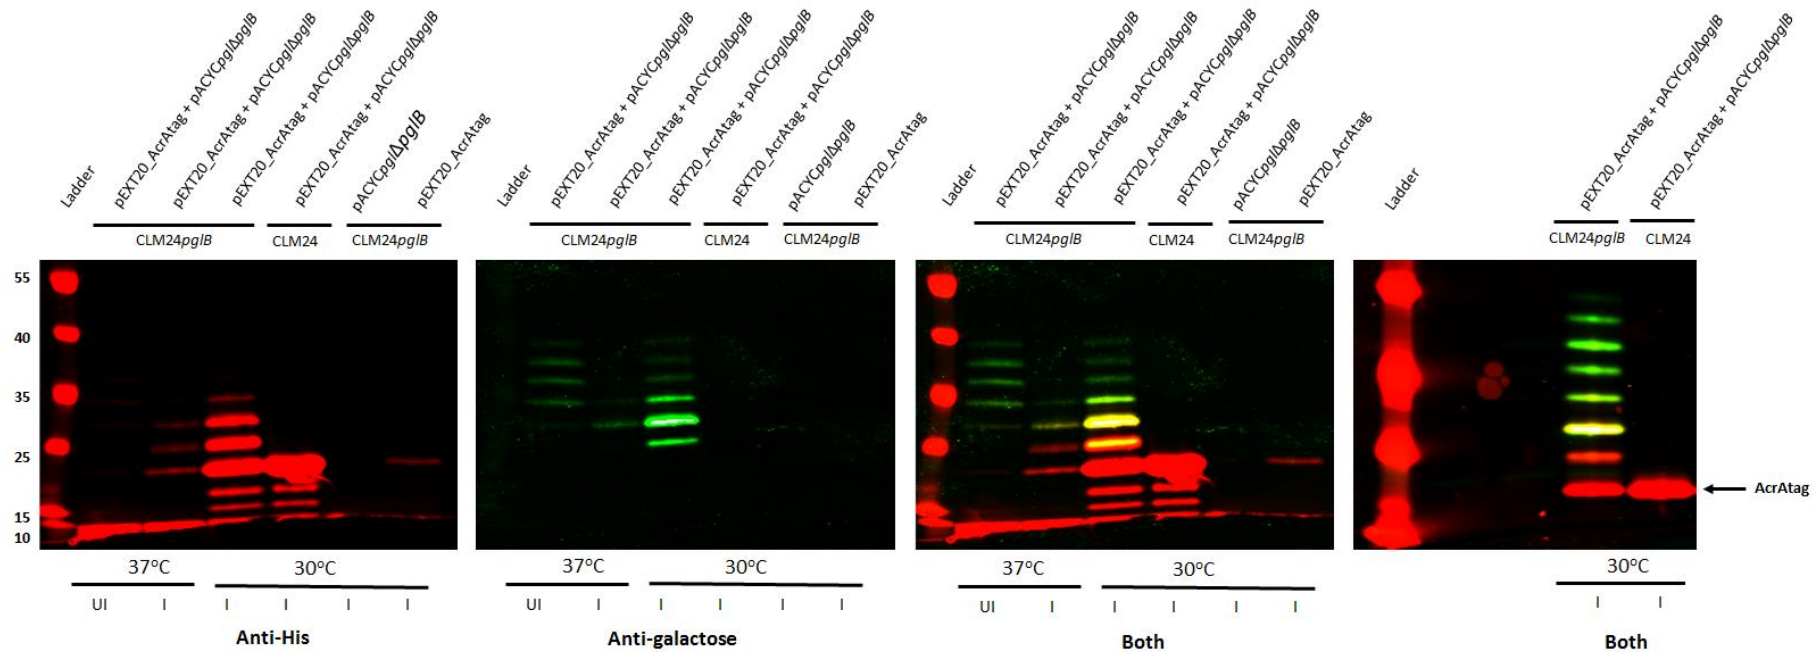 Ladder
pEXT20_AcrAtag + pACYCpglΔpglB
pEXT20_AcrAtag + pACYCpglΔpglB
pEXT20_AcrAtag + pACYCpglΔpglB
pEXT20_AcrAtag + pACYCpglΔpglB
pACYCpglΔpglB
pEXT20_AcrAtag
CLM24pglB
CLM24
CLM24pglB
55
40
35
25
15
10
37°C
30°C
UI
I
I
I
I
I
Anti-His
Ladder
pEXT20_AcrAtag + pACYCpglΔpglB
pEXT20_AcrAtag + pACYCpglΔpglB
pEXT20_AcrAtag + pACYCpglΔpglB
pEXT20_AcrAtag + pACYCpglΔpglB
pACYCpglΔpglB
pEXT20_AcrAtag
CLM24pglB
CLM24
CLM24pglB
37°C
30°C
UI
I
I
I
I
I
Anti-galactose
Ladder
pEXT20_AcrAtag + pACYCpglΔpglB
pEXT20_AcrAtag + pACYCpglΔpglB
pEXT20_AcrAtag + pACYCpglΔpglB
pEXT20_AcrAtag + pACYCpglΔpglB
pACYCpglΔpglB
pEXT20_AcrAtag
CLM24pglB
CLM24
CLM24pglB
37°C
30°C
UI
I
I
I
I
I
Both
Ladder
pEXT20_AcrAtag + pACYCpglΔpglB
pEXT20_AcrAtag + pACYCpglΔpglB
CLM24pglB
CLM24
AcrAtag
30°C
I
I
Both